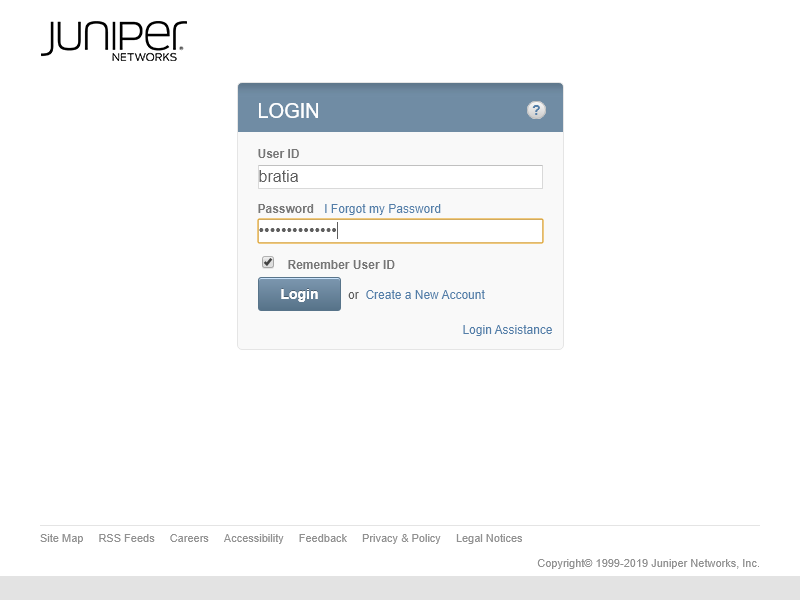 JUNIPER
NETWORKS
LOGIN
?
User ID
bratia
Password I Forgot my Password
••••••••••••••
Remember User ID
Login or Create a New Account
Login Assistance
Site Map RSS Feeds Careers Accessibility Feedback Privacy & Policy Legal Notices
Copyright© 1999-2019 Juniper Networks, Inc.